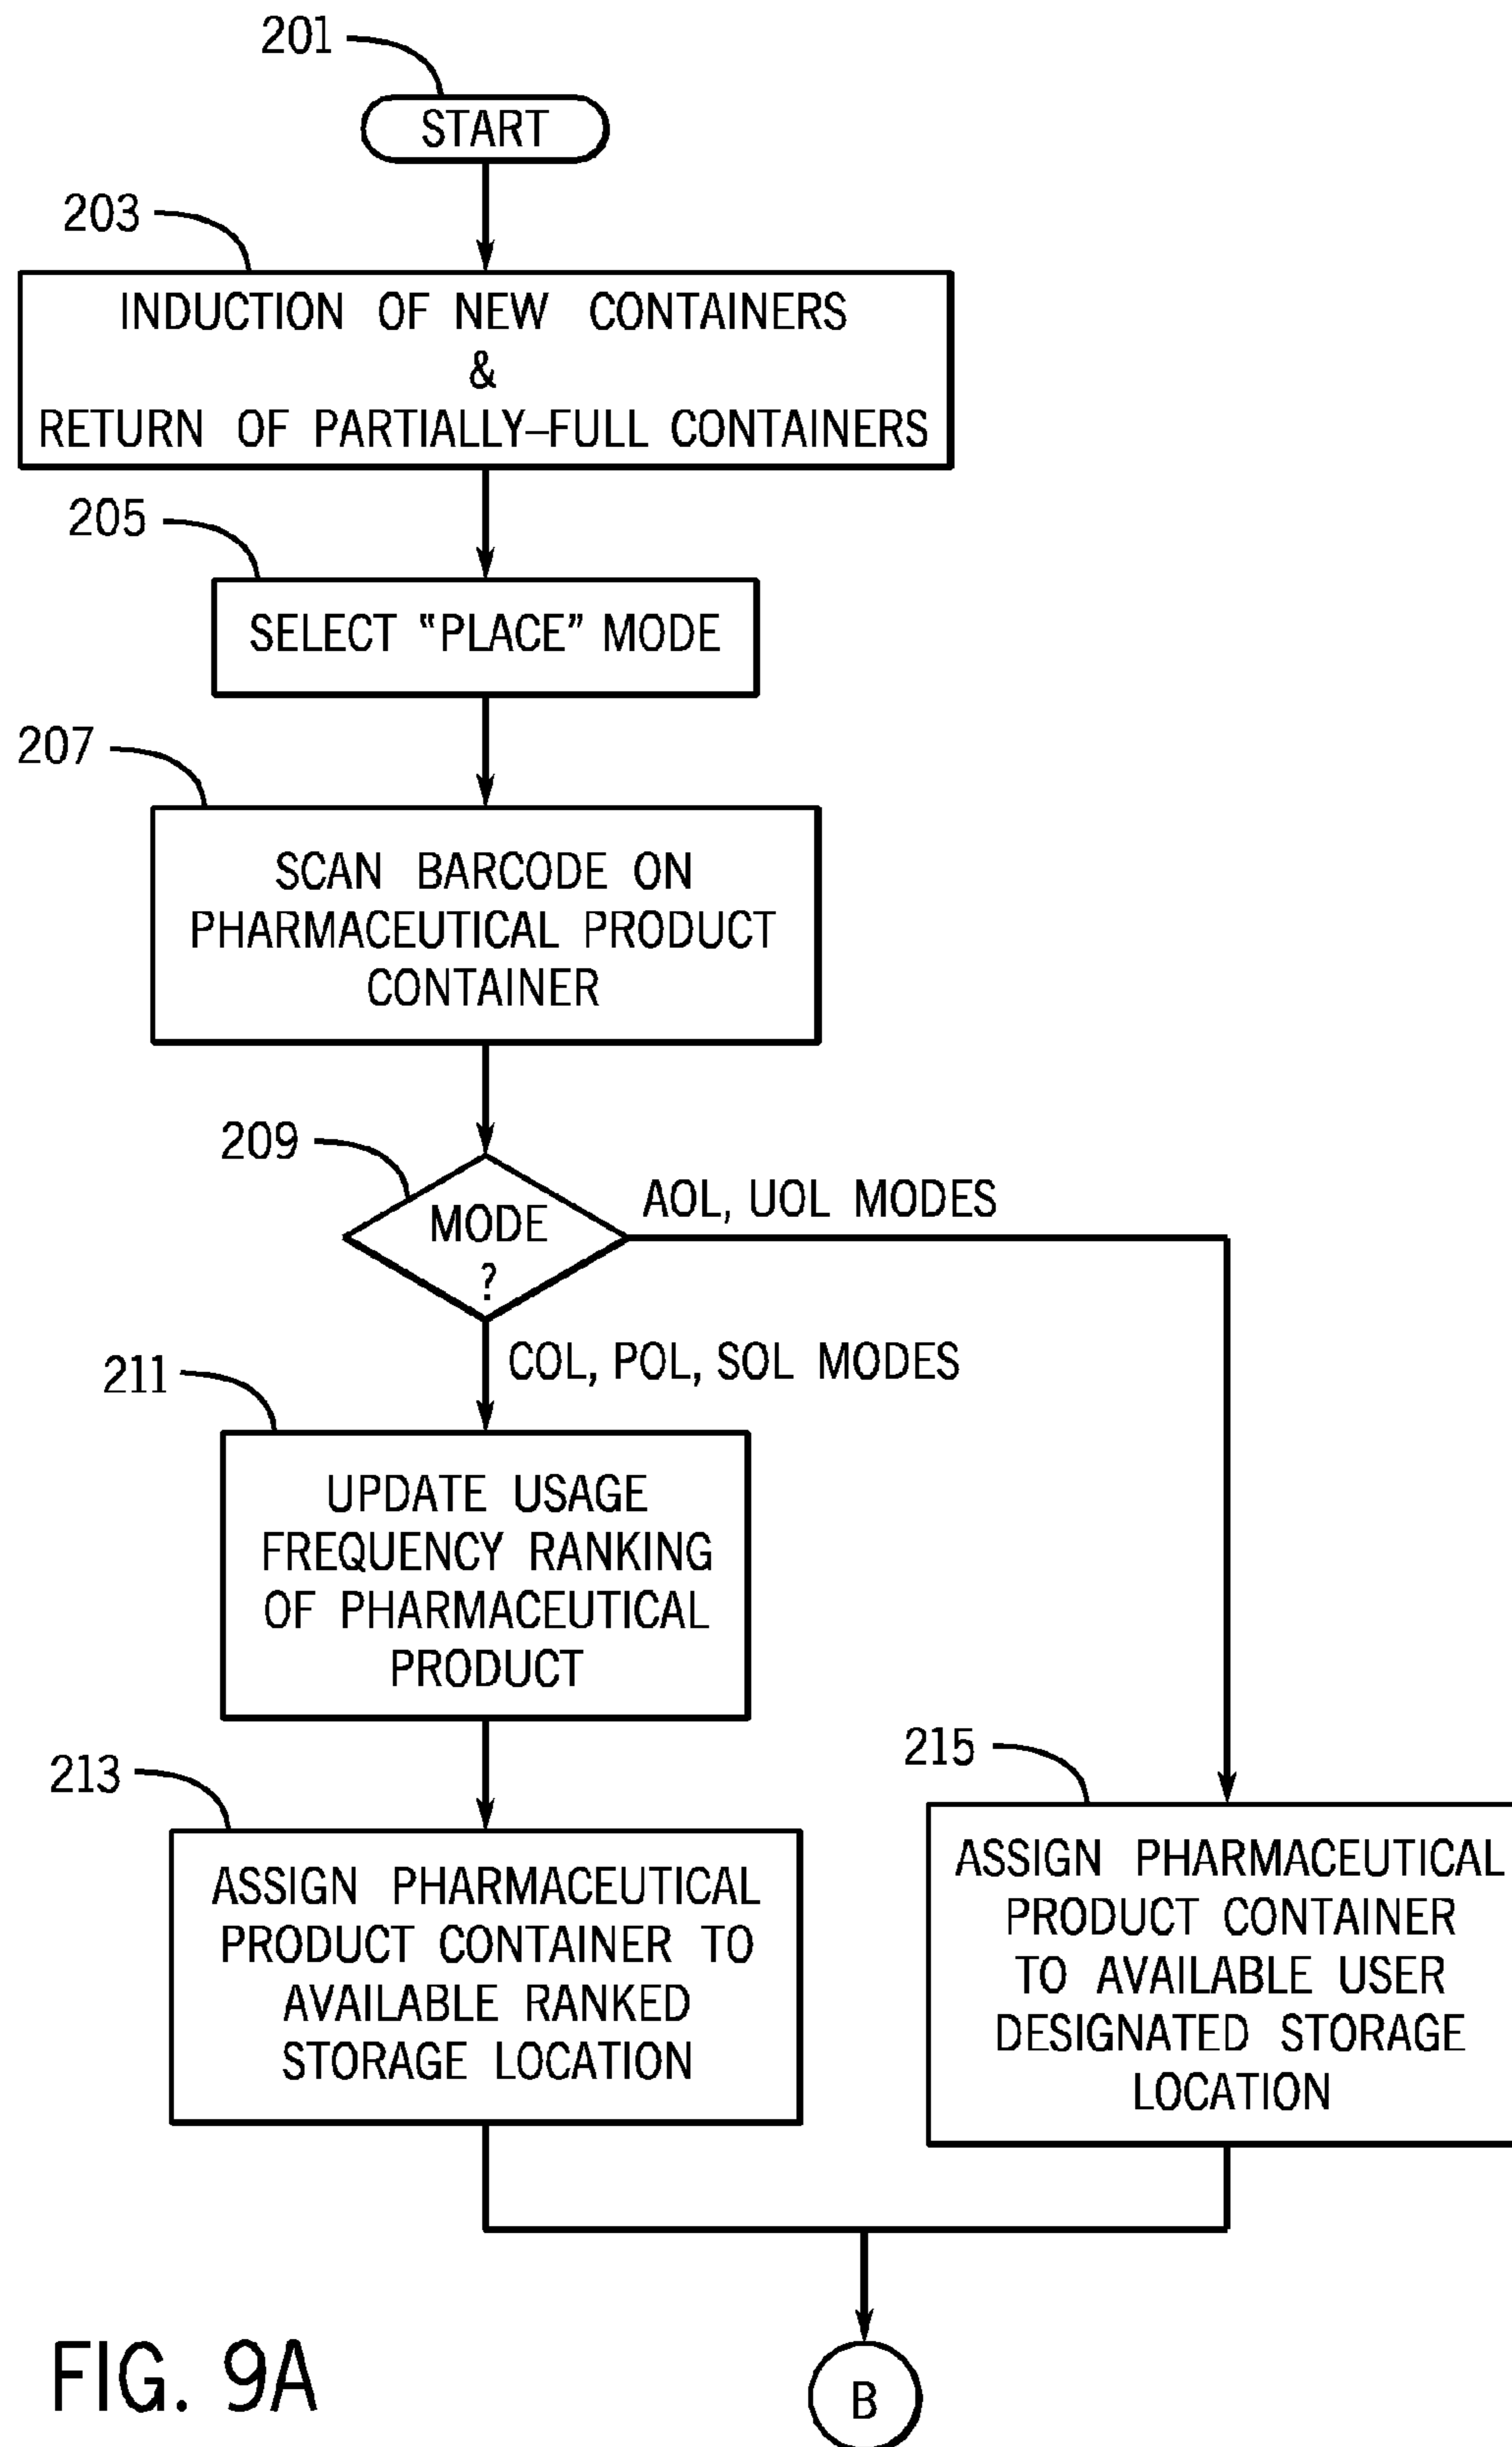 201
START
203
INDUCTION OF NEW CONTAINERS
&
RETURN OF PARTIALLY–FULL CONTAINERS
205
SELECT “PLACE” MODE
207
SCAN BARCODE ON
PHARMACEUTICAL PRODUCT
CONTAINER
209
MODE
?
AOL, UOL MODES
COL, POL, SOL MODES
211
UPDATE USAGE
FREQUENCY RANKING
OF PHARMACEUTICAL
PRODUCT
213
ASSIGN PHARMACEUTICAL
PRODUCT CONTAINER TO
AVAILABLE RANKED
STORAGE LOCATION
215
ASSIGN PHARMACEUTICAL
PRODUCT CONTAINER
TO AVAILABLE USER
DESIGNATED STORAGE
LOCATION
B
FIG. 9A